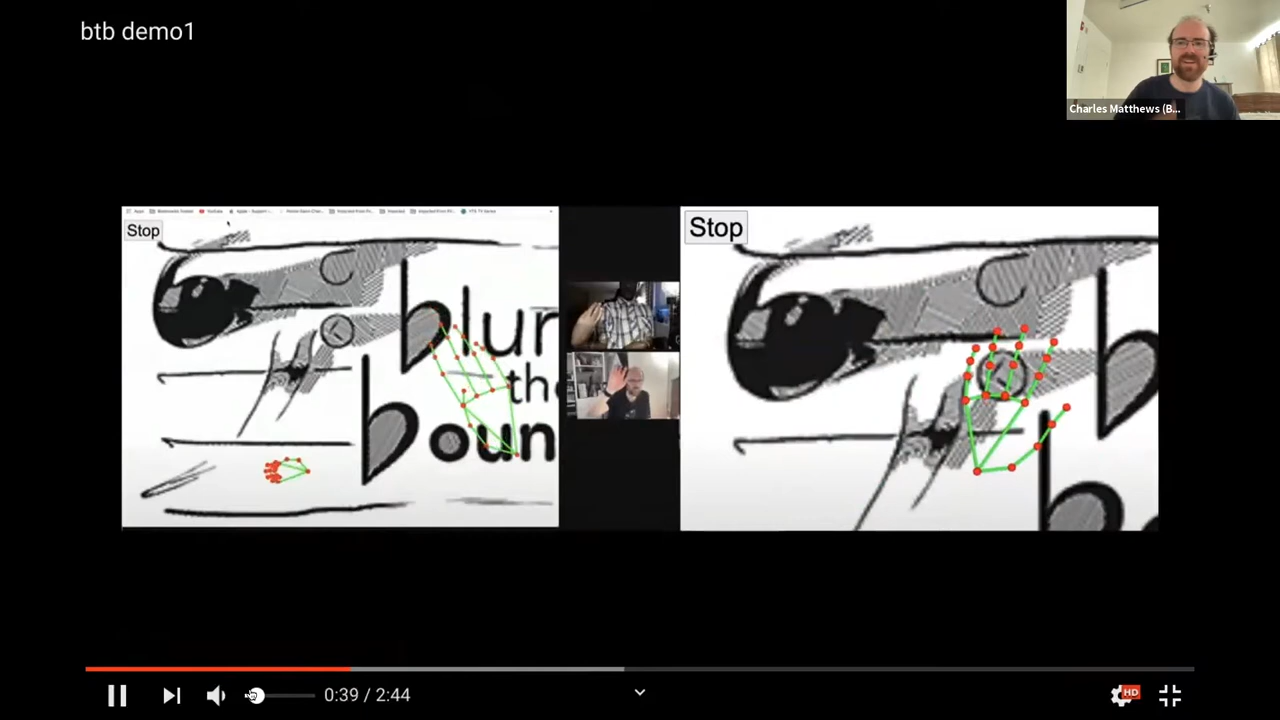 btb demo1
Charles Matthews (B...
Stop
blur
the
boun
Stop
b
b
0:39 / 2:44
HD